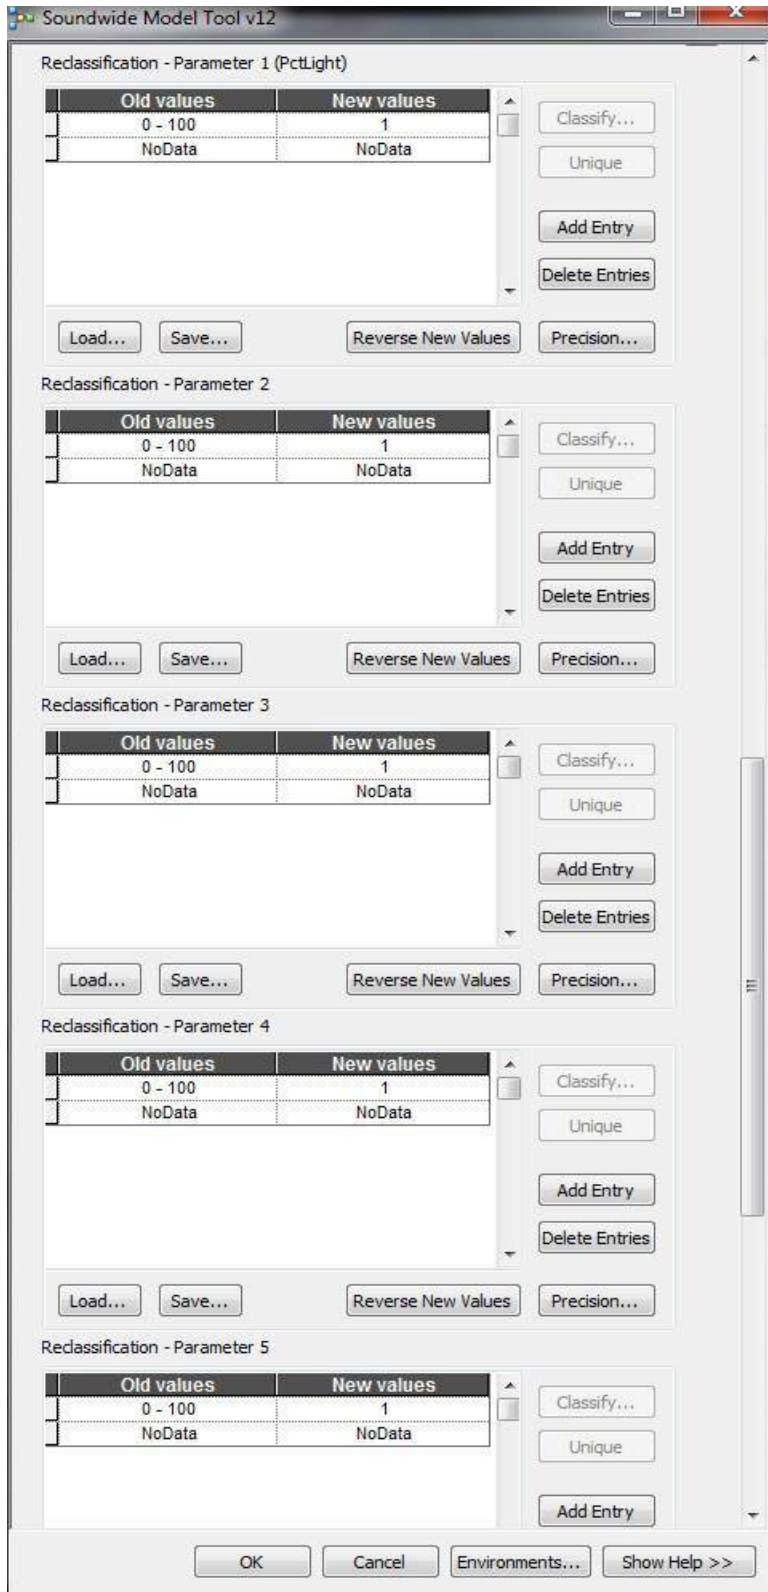 Soundwide Model Tool v12
Reclassification - Parameter 1 (PctLight)
Old values New values
0 - 100 1
NoData NoData
Classify...
Unique
Add Entry
Delete Entries
Load... Save... Reverse New Values Precision...
Reclassification - Parameter 2
Old values New values
0 - 100 1
NoData NoData
Classify...
Unique
Add Entry
Delete Entries
Load... Save... Reverse New Values Precision...
Reclassification - Parameter 3
Old values New values
0 - 100 1
NoData NoData
Classify...
Unique
Add Entry
Delete Entries
Load... Save... Reverse New Values Precision...
Reclassification - Parameter 4
Old values New values
0 - 100 1
NoData NoData
Classify...
Unique
Add Entry
Delete Entries
Load... Save... Reverse New Values Precision...
Reclassification - Parameter 5
Old values New values
0 - 100 1
NoData NoData
Classify...
Unique
Add Entry
OK Cancel Environments... Show Help >>